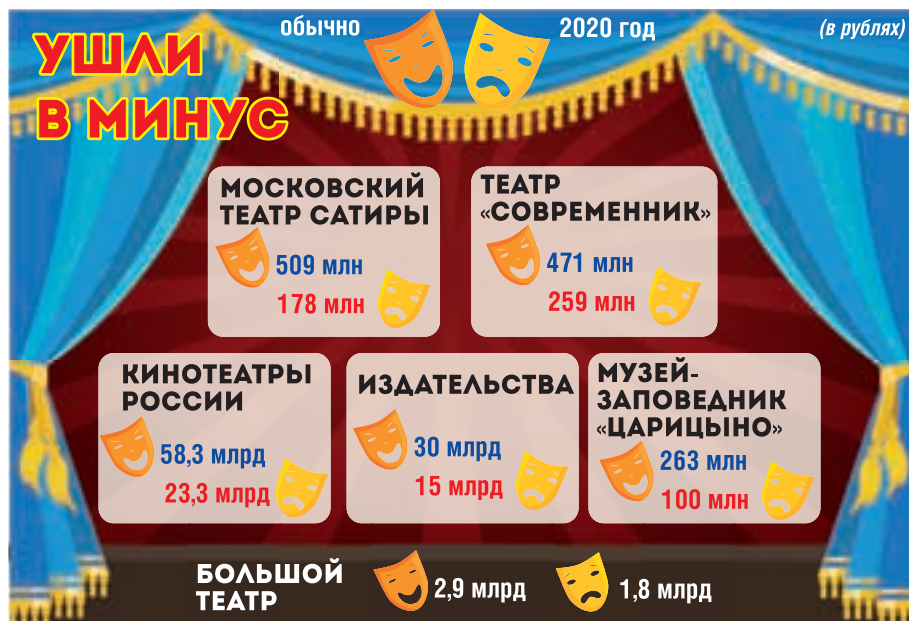 УШЛИ
В МИНУС
обычно
2020 год
(в рублях)
МОСКОВСКИЙ
ТЕАТР САТИРЫ
509 млн
178 млн
ТЕАТР
«СОВРЕМЕННИК»
471 млн
259 млн
КИНОТЕАТРЫ
РОССИИ
58,3 млрд
23,3 млрд
ИЗДАТЕЛЬСТВА
30 млрд
15 млрд
МУЗЕЙ-
ЗАПОВЕДНИК
«ЦАРИЦЫНО»
263 млн
100 млн
БОЛЬШОЙ
ТЕАТР
2,9 млрд
1,8 млрд